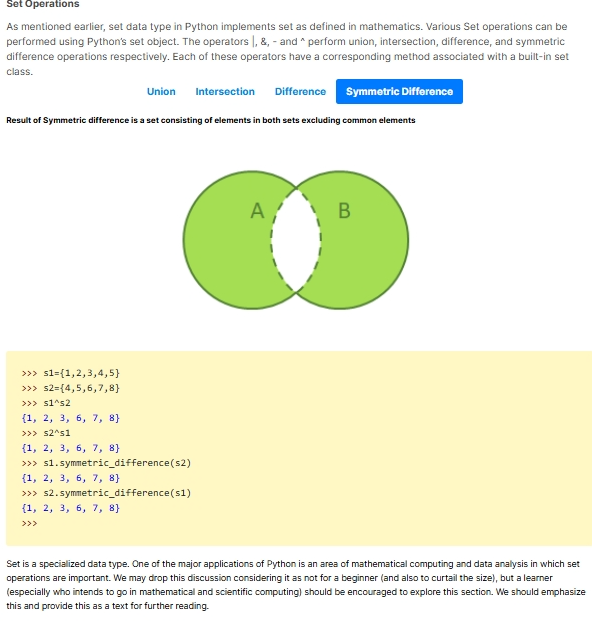 Set Operations
As mentioned earlier, set data type in Python implements set as defined in mathematics. Various Set operations can be
performed using Python's set object. The operators |, &, - and ^ perform union, intersection, difference, and symmetric
difference operations respectively. Each of these operators have a corresponding method associated with a built-in set
class.
Union Intersection Difference Symmetric Difference
Result of Symmetric difference is a set consisting of elements in both sets excluding common elements
A B
>>> s1={1,2,3,4,5}
>>> s2={4,5,6,7,8}
>>> s1^s2
{1, 2, 3, 6, 7, 8}
>>> s2^s1
{1, 2, 3, 6, 7, 8}
>>> s1.symmetric_difference(s2)
{1, 2, 3, 6, 7, 8}
>>> s2.symmetric_difference(s1)
{1, 2, 3, 6, 7, 8}
>>>
Set is a specialized data type. One of the major applications of Python is an area of mathematical computing and data analysis in which set
operations are important. We may drop this discussion considering it as not for a beginner (and also to curtail the size), but a learner
(especially who intends to go in mathematical and scientific computing) should be encouraged to explore this section. We should emphasize
this and provide this as a text for further reading.